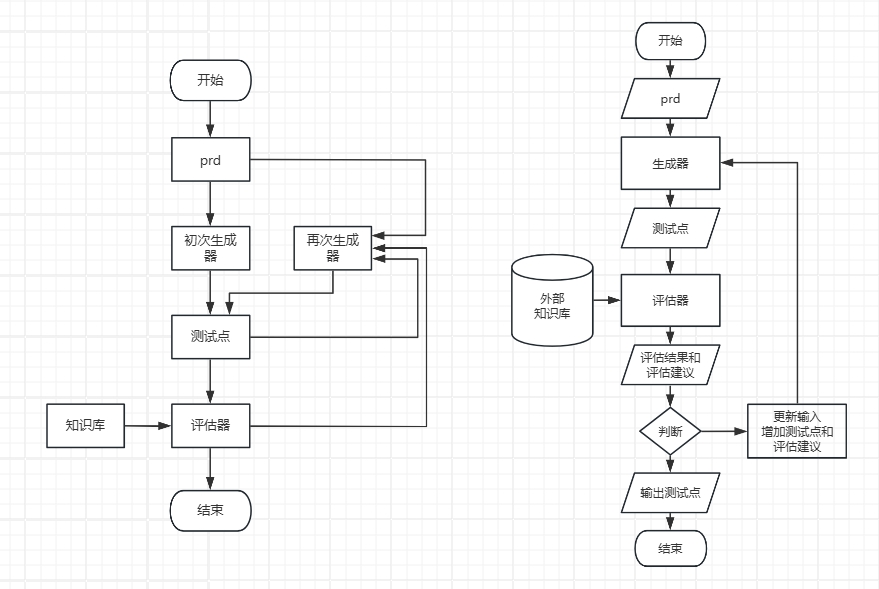 开始
prd
初次生成
器
再次生成
器
测试点
知识库
评估器
结束
开始
prd
生成器
测试点
外部
知识库
评估器
评估结果和
评估建议
判断
更新输入
增加测试点和
评估建议
输出测试点
结束